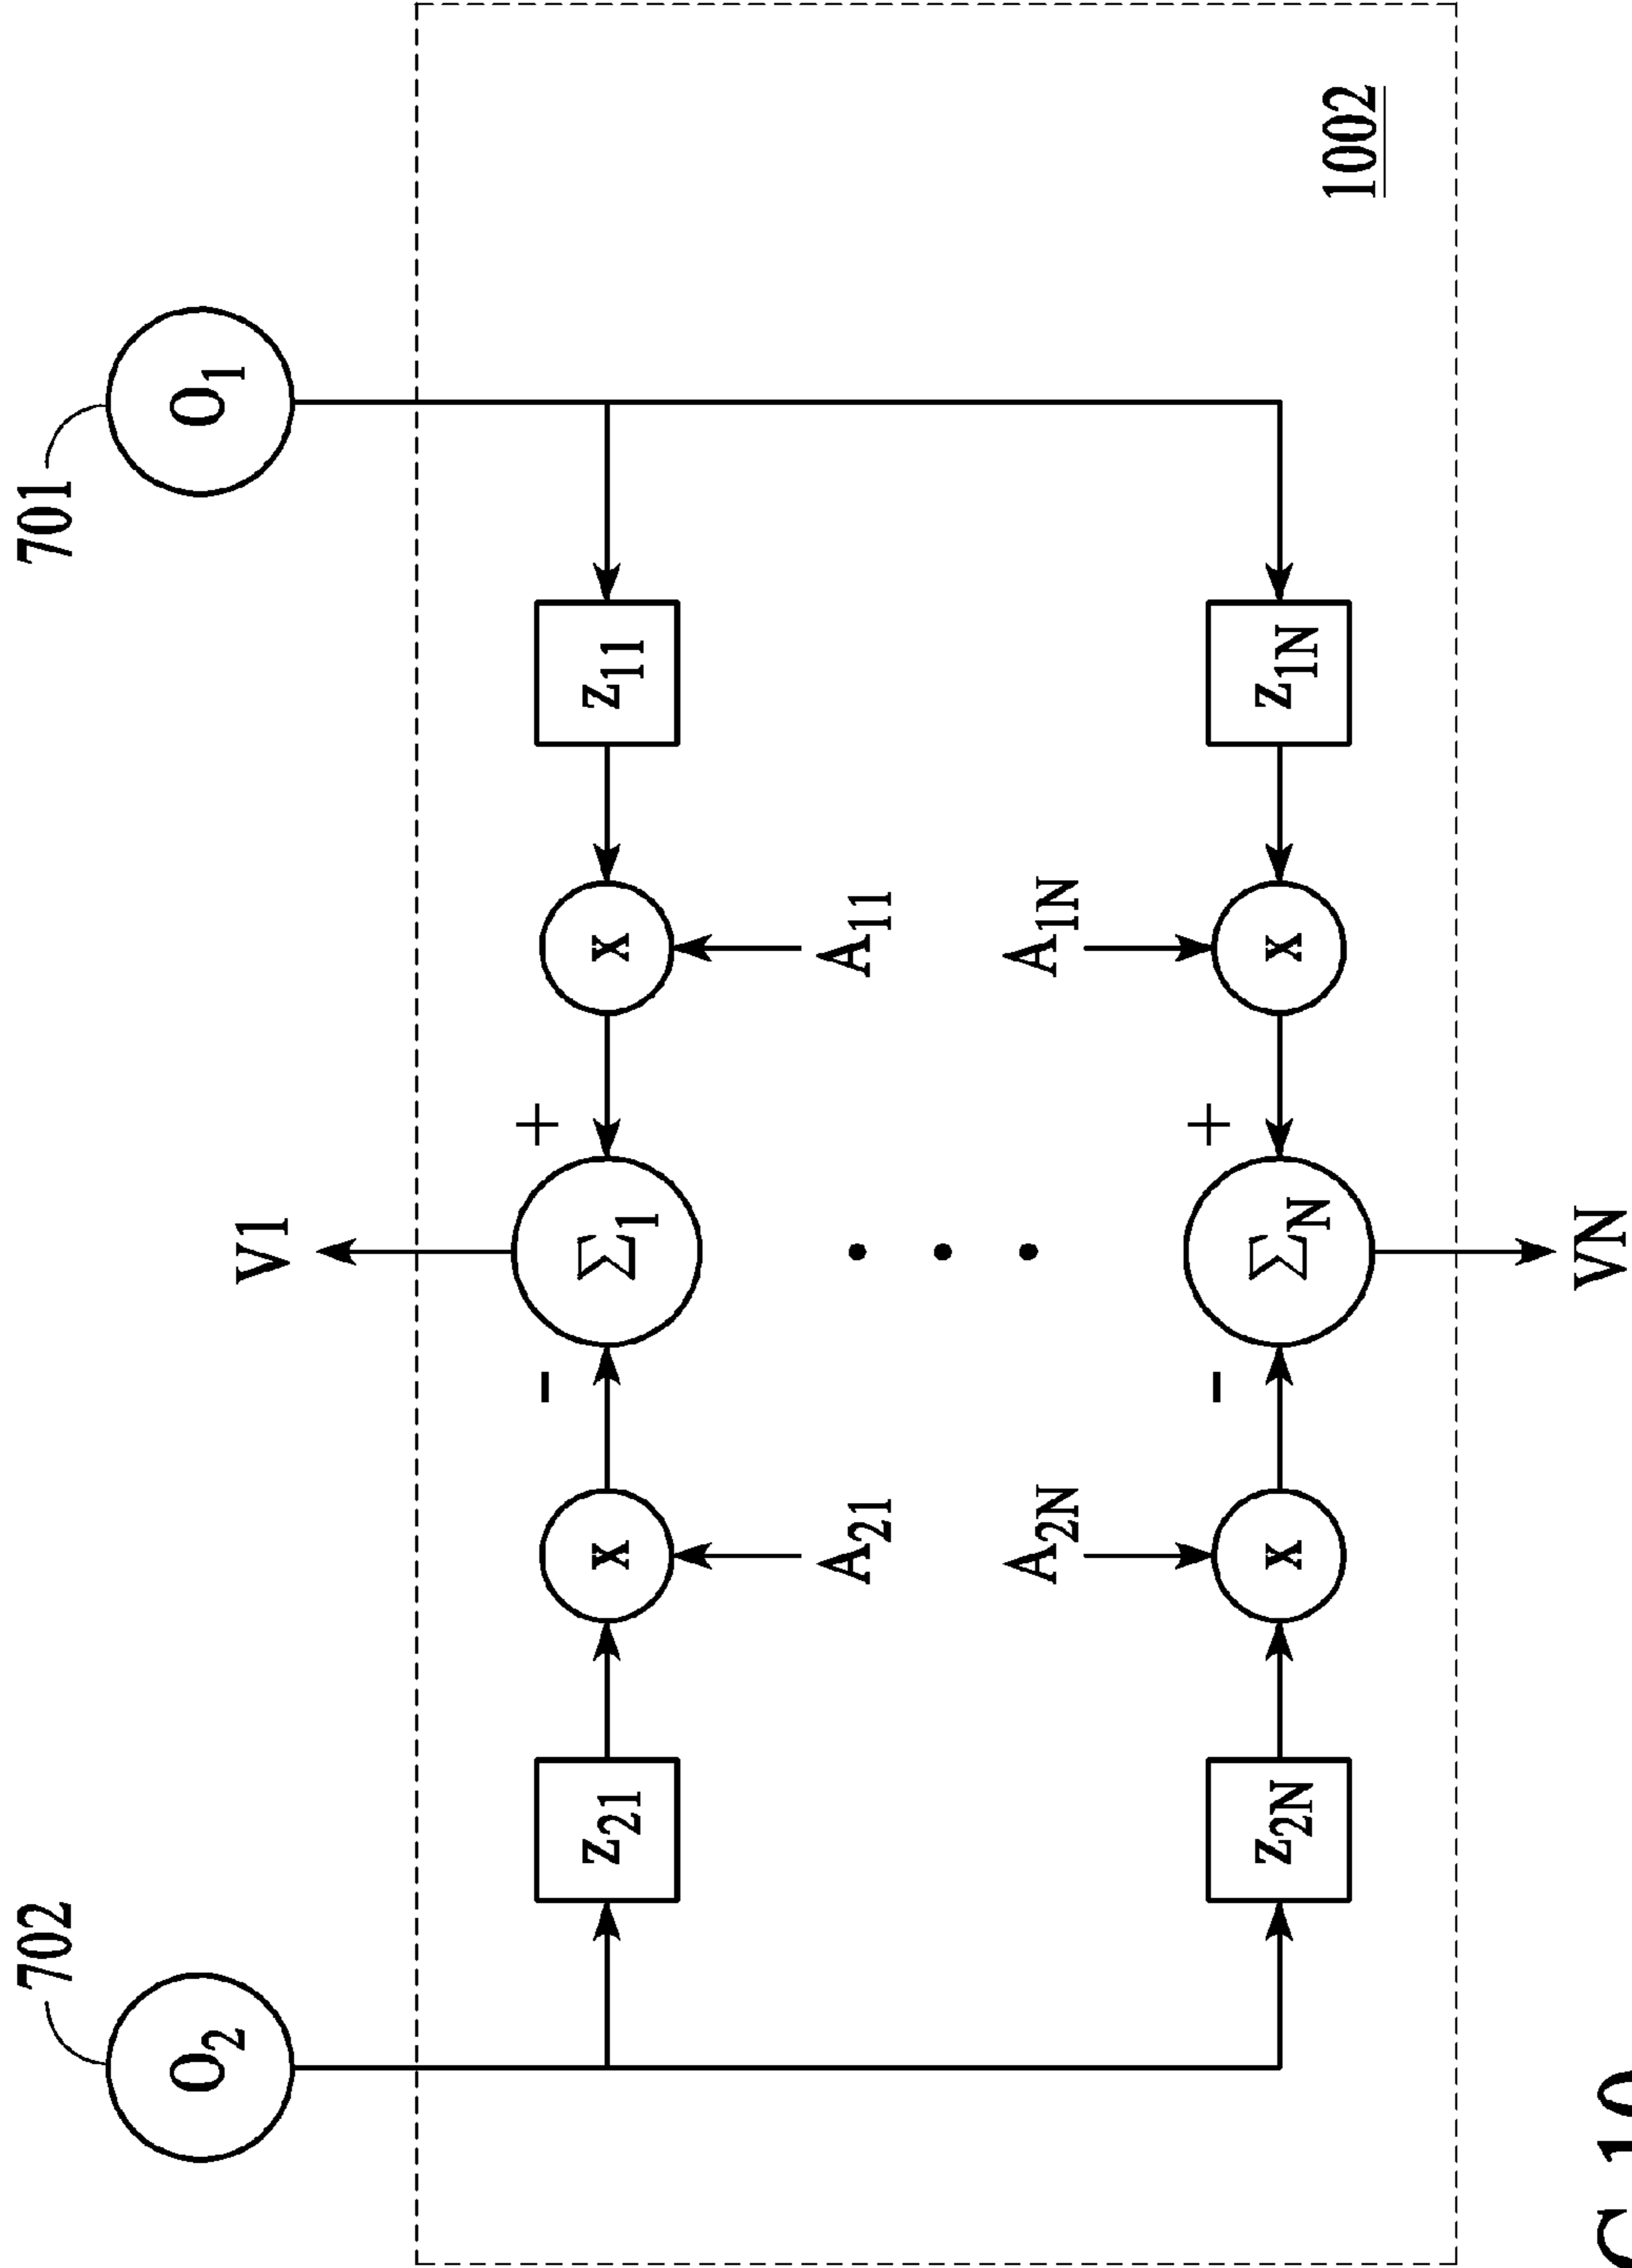 702 701
O₂ O₁
V1
- +
z₂₁ x Σ₁ x z₁₁
A₂₁ A₁₁
A₂N A₁N
- +
z₂N x ΣN x z₁N
1002
VN